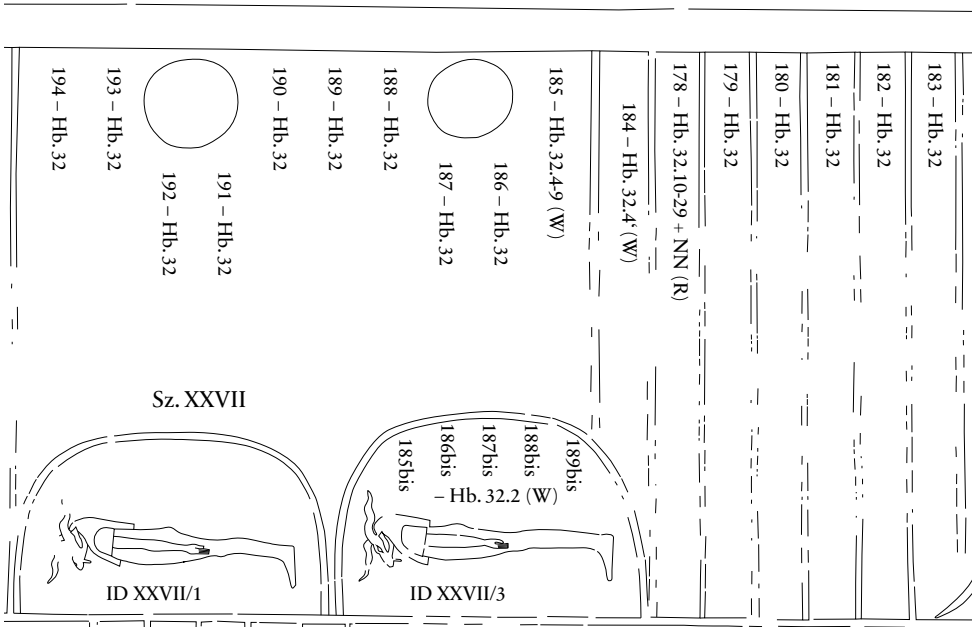 194 – Hb. 32
193 – Hb. 32
192 – Hb. 32
191 – Hb. 32
190 – Hb. 32
189 – Hb. 32
188 – Hb. 32
187 – Hb. 32
186 – Hb. 32
185 – Hb. 32.4-9 (W)
184 – Hb. 32.4‘ (W)
178 – Hb. 32.10-29 + NN (R)
179 – Hb. 32
180 – Hb. 32
181 – Hb. 32
182 – Hb. 32
183 – Hb. 32
Sz. XXVII
185bis
186bis
187bis
188bis
189bis
– Hb. 32.2 (W)
ID XXVII/1
ID XXVII/3